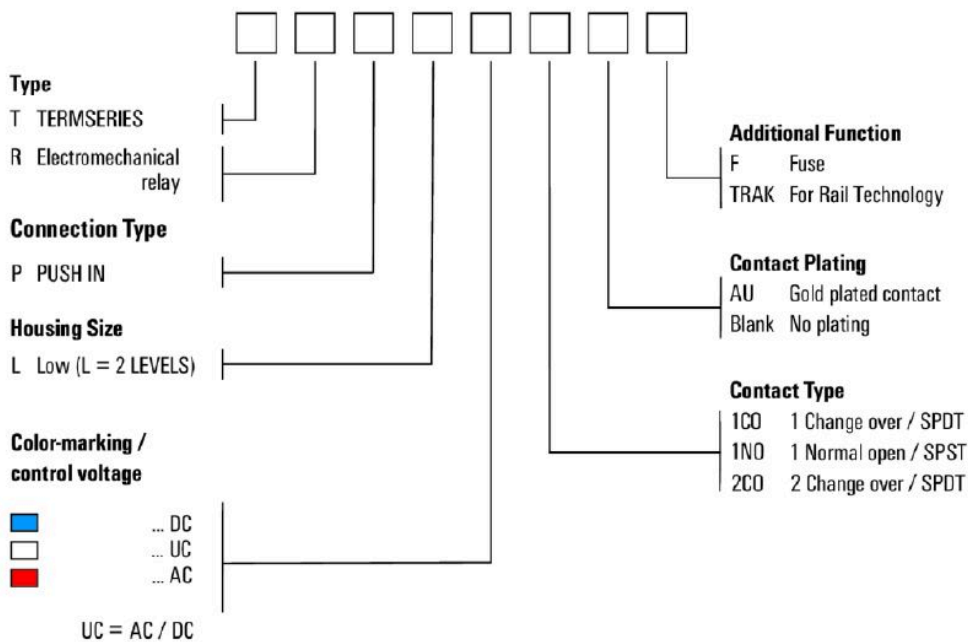 Type
T TERMSERIES
R Electromechanical
relay
Connection Type
P PUSH IN
Housing Size
L Low (L = 2 LEVELS)
Color-marking /
control voltage
... DC
... UC
... AC
UC = AC / DC
Additional Function
F Fuse
TRAK For Rail Technology
Contact Plating
AU Gold plated contact
Blank No plating
Contact Type
1CO 1 Change over / SPDT
1NO 1 Normal open / SPST
2CO 2 Change over / SPDT